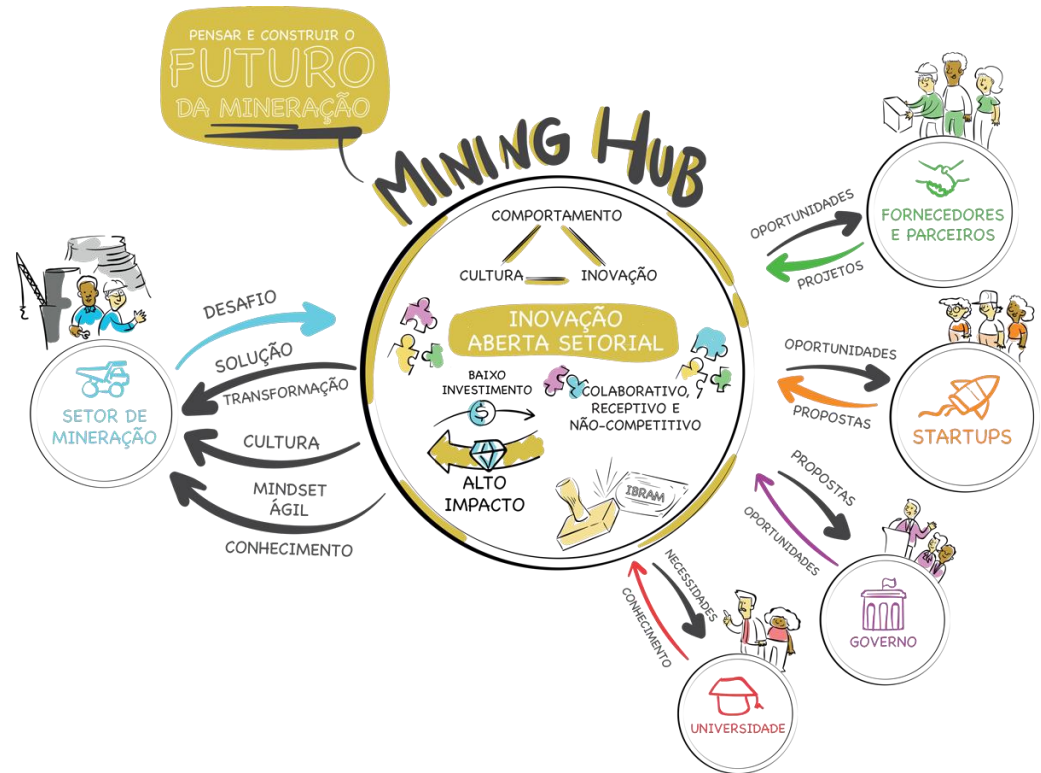 PENSAR E CONSTRUIR O
FUTURO
DA MINERAÇÃO
MINING HUB
COMPORTAMENTO
CULTURA
INOVAÇÃO
INOVAÇÃO
ABERTA SETORIAL
BAIXO
INVESTIMENTO
$
COLABORATIVO,
RECEPTIVO E
NÃO-COMPETITIVO
ALTO
IMPACTO
IBRAM
DESAFIO
SOLUÇÃO
TRANSFORMAÇÃO
CULTURA
MINDSET
ÁGIL
CONHECIMENTO
SETOR DE
MINERAÇÃO
OPORTUNIDADES
PROJETOS
FORNECEDORES
E PARCEIROS
OPORTUNIDADES
PROPOSTAS
STARTUPS
PROPOSTAS
OPORTUNIDADES
GOVERNO
NECESSIDADES
CONHECIMENTO
UNIVERSIDADE